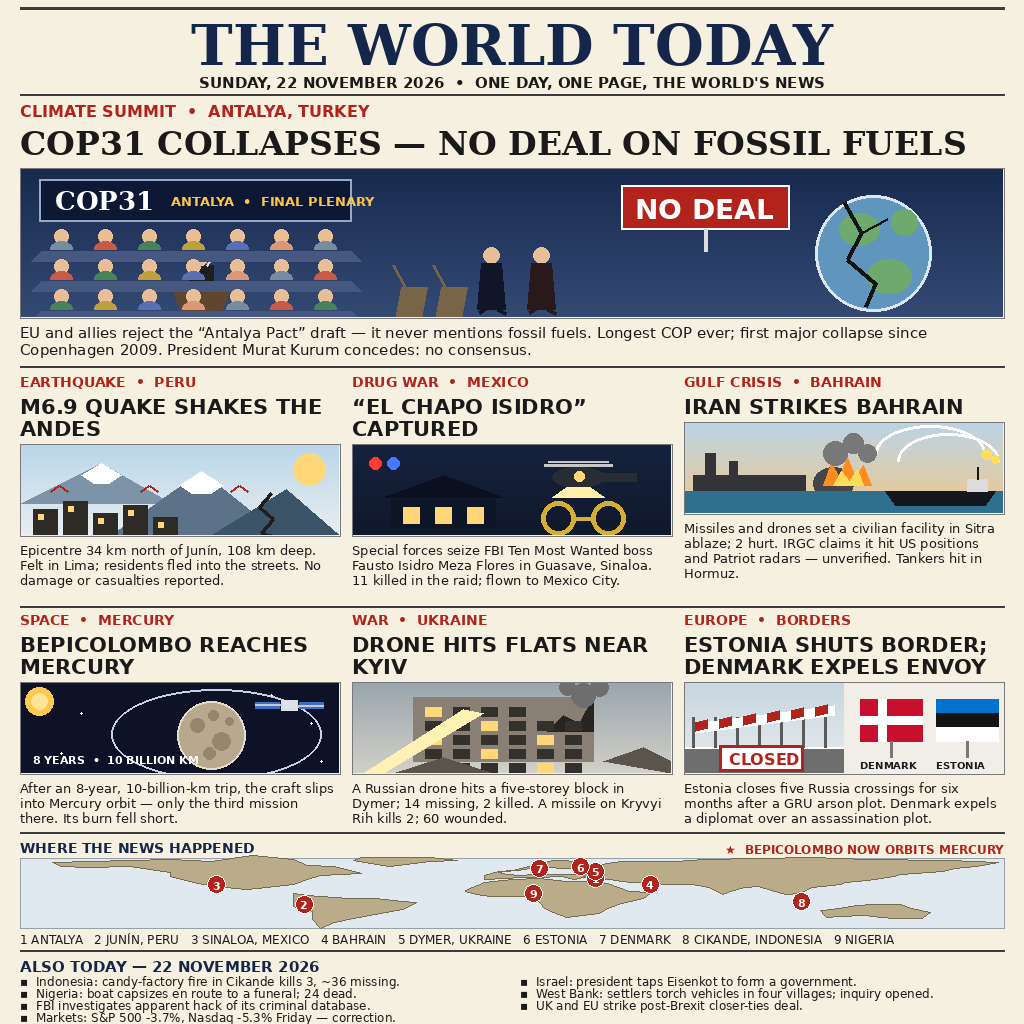 THE WORLD TODAY
SUNDAY, 22 NOVEMBER 2026 • ONE DAY, ONE PAGE, THE WORLD'S NEWS
CLIMATE SUMMIT • ANTALYA, TURKEY
COP31 COLLAPSES — NO DEAL ON FOSSIL FUELS
COP31 ANTALYA • FINAL PLENARY
NO DEAL
EU and allies reject the “Antalya Pact” draft — it never mentions fossil fuels. Longest COP ever; first major collapse since
Copenhagen 2009. President Murat Kurum concedes: no consensus.
EARTHQUAKE • PERU
M6.9 QUAKE SHAKES THE
ANDES
Epicentre 34 km north of Junín, 108 km deep.
Felt in Lima; residents fled into the streets. No
damage or casualties reported.
DRUG WAR • MEXICO
“EL CHAPO ISIDRO”
CAPTURED
Special forces seize FBI Ten Most Wanted boss
Fausto Isidro Meza Flores in Guasave, Sinaloa.
11 killed in the raid; flown to Mexico City.
GULF CRISIS • BAHRAIN
IRAN STRIKES BAHRAIN
Missiles and drones set a civilian facility in Sitra
ablaze; 2 hurt. IRGC claims it hit US positions
and Patriot radars — unverified. Tankers hit in
Hormuz.
SPACE • MERCURY
BEPICOLOMBO REACHES
MERCURY
8 YEARS • 10 BILLION KM
After an 8-year, 10-billion-km trip, the craft slips
into Mercury orbit — only the third mission
there. Its burn fell short.
WAR • UKRAINE
DRONE HITS FLATS NEAR
KYIV
A Russian drone hits a five-storey block in
Dymer; 14 missing, 2 killed. A missile on Kryvyi
Rih kills 2; 60 wounded.
EUROPE • BORDERS
ESTONIA SHUTS BORDER;
DENMARK EXPELS ENVOY
CLOSED
DENMARK ESTONIA
Estonia closes five Russia crossings for six
months after a GRU arson plot. Denmark expels
a diplomat over an assassination plot.
WHERE THE NEWS HAPPENED
★ BEPICOLOMBO NOW ORBITS MERCURY
7 6 5
3 4
9
2 8
1 ANTALYA 2 JUNÍN, PERU 3 SINALOA, MEXICO 4 BAHRAIN 5 DYMER, UKRAINE 6 ESTONIA 7 DENMARK 8 CIKANDE, INDONESIA 9 NIGERIA
ALSO TODAY — 22 NOVEMBER 2026
▪ Indonesia: candy-factory fire in Cikande kills 3, ~36 missing.
▪ Nigeria: boat capsizes en route to a funeral; 24 dead.
▪ FBI investigates apparent hack of its criminal database.
▪ Markets: S&P 500 -3.7%, Nasdaq -5.3% Friday — correction.
▪ Israel: president taps Eisenkot to form a government.
▪ West Bank: settlers torch vehicles in four villages; inquiry opened.
▪ UK and EU strike post-Brexit closer-ties deal.